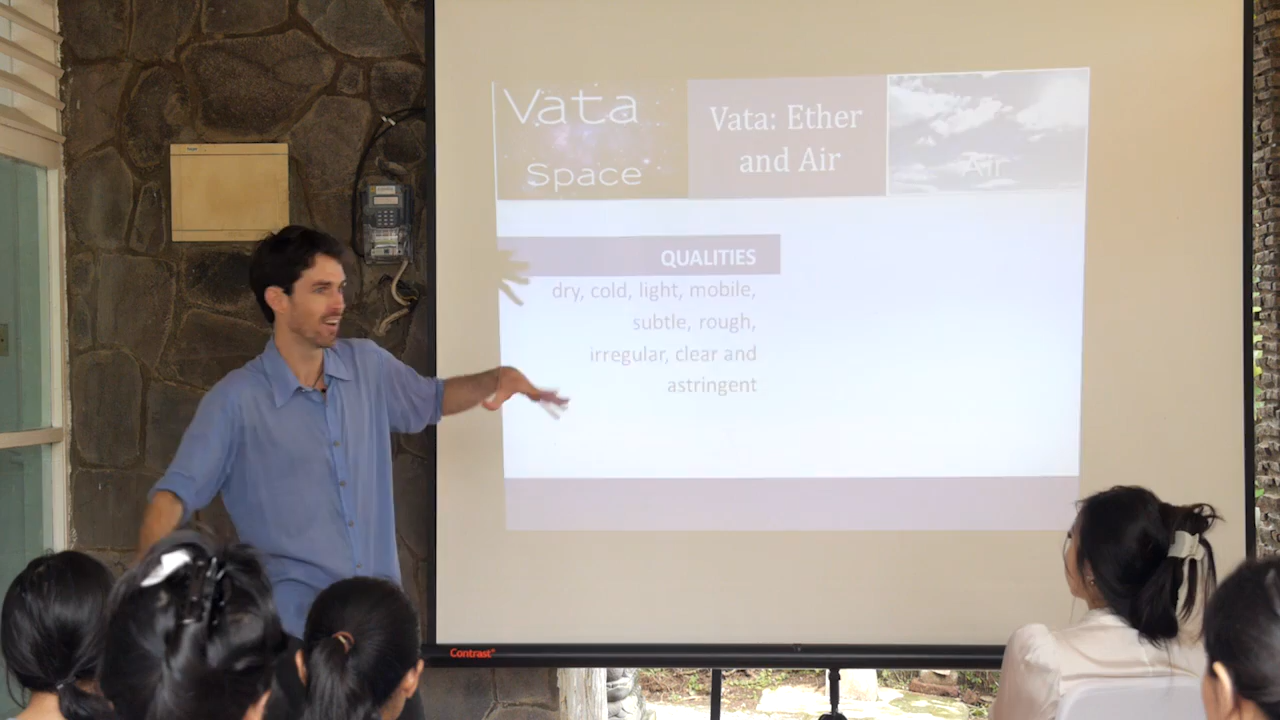 Vata
Space
Vata: Ether
and Air
Air
QUALITIES
dry, cold, light, mobile,
subtle, rough,
irregular, clear and
astringent
Contrast